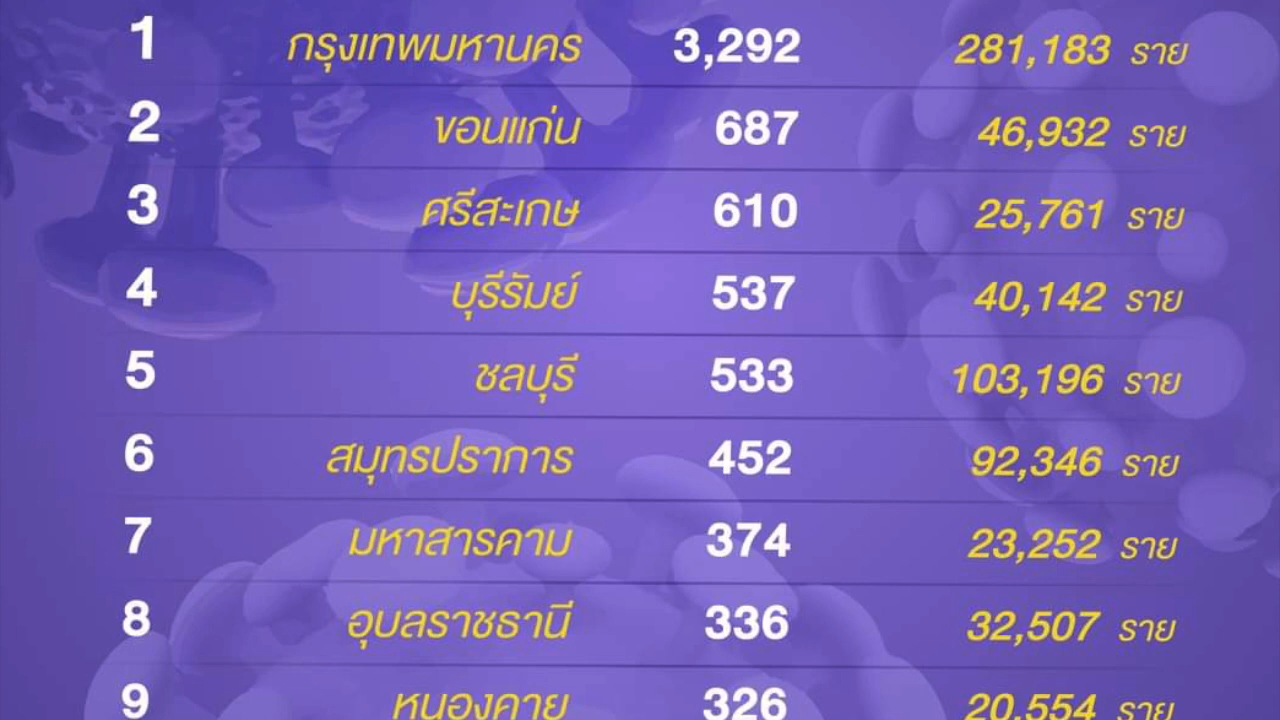 1 กรุงเทพมหานคร 3,292 281,183 ราย
2 ขอนแก่น 687 46,932 ราย
3 ศรีสะเกษ 610 25,761 ราย
4 บุรีรัมย์ 537 40,142 ราย
5 ชลบุรี 533 103,196 ราย
6 สมุทรปราการ 452 92,346 ราย
7 มหาสารคาม 374 23,252 ราย
8 อุบลราชธานี 336 32,507 ราย
9 หนองคาย 326 20,554 ราย